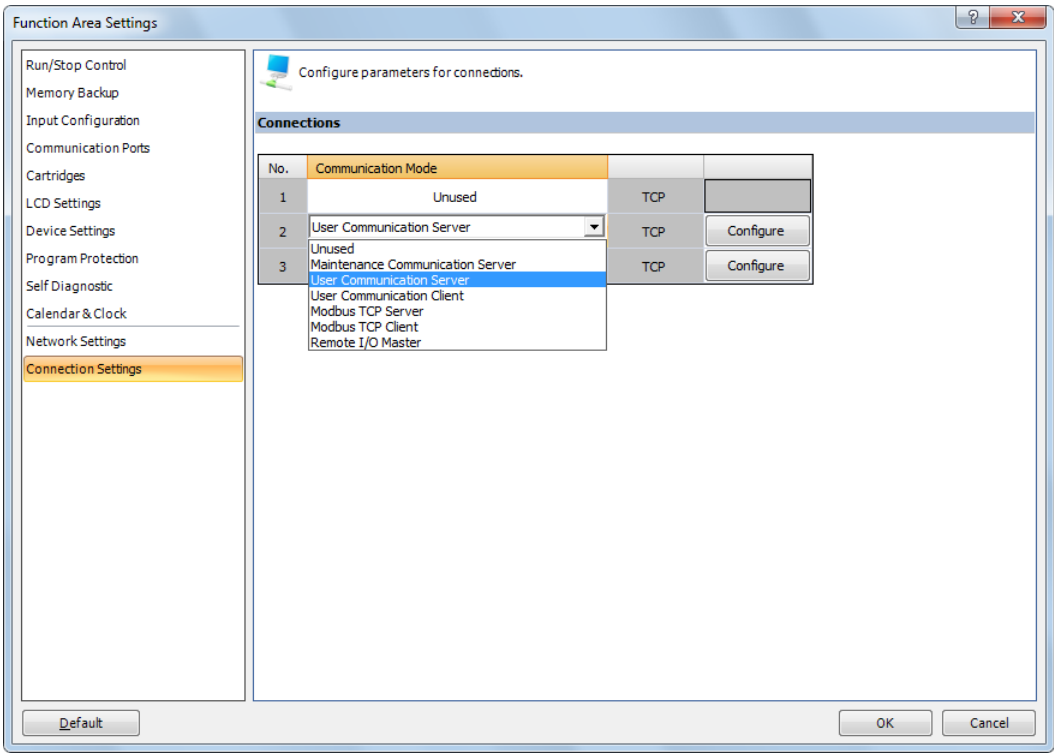 Function Area Settings
?
X
Run/Stop Control
Memory Backup
Input Configuration
Communication Ports
Cartridges
LCD Settings
Device Settings
Program Protection
Self Diagnostic
Calendar & Clock
Network Settings
Connection Settings
Configure parameters for connections.
Connections
No. Communication Mode
1 Unused TCP
2 User Communication Server TCP Configure
3 TCP Configure
Unused
Maintenance Communication Server
User Communication Server
User Communication Client
Modbus TCP Server
Modbus TCP Client
Remote I/O Master
Default OK Cancel